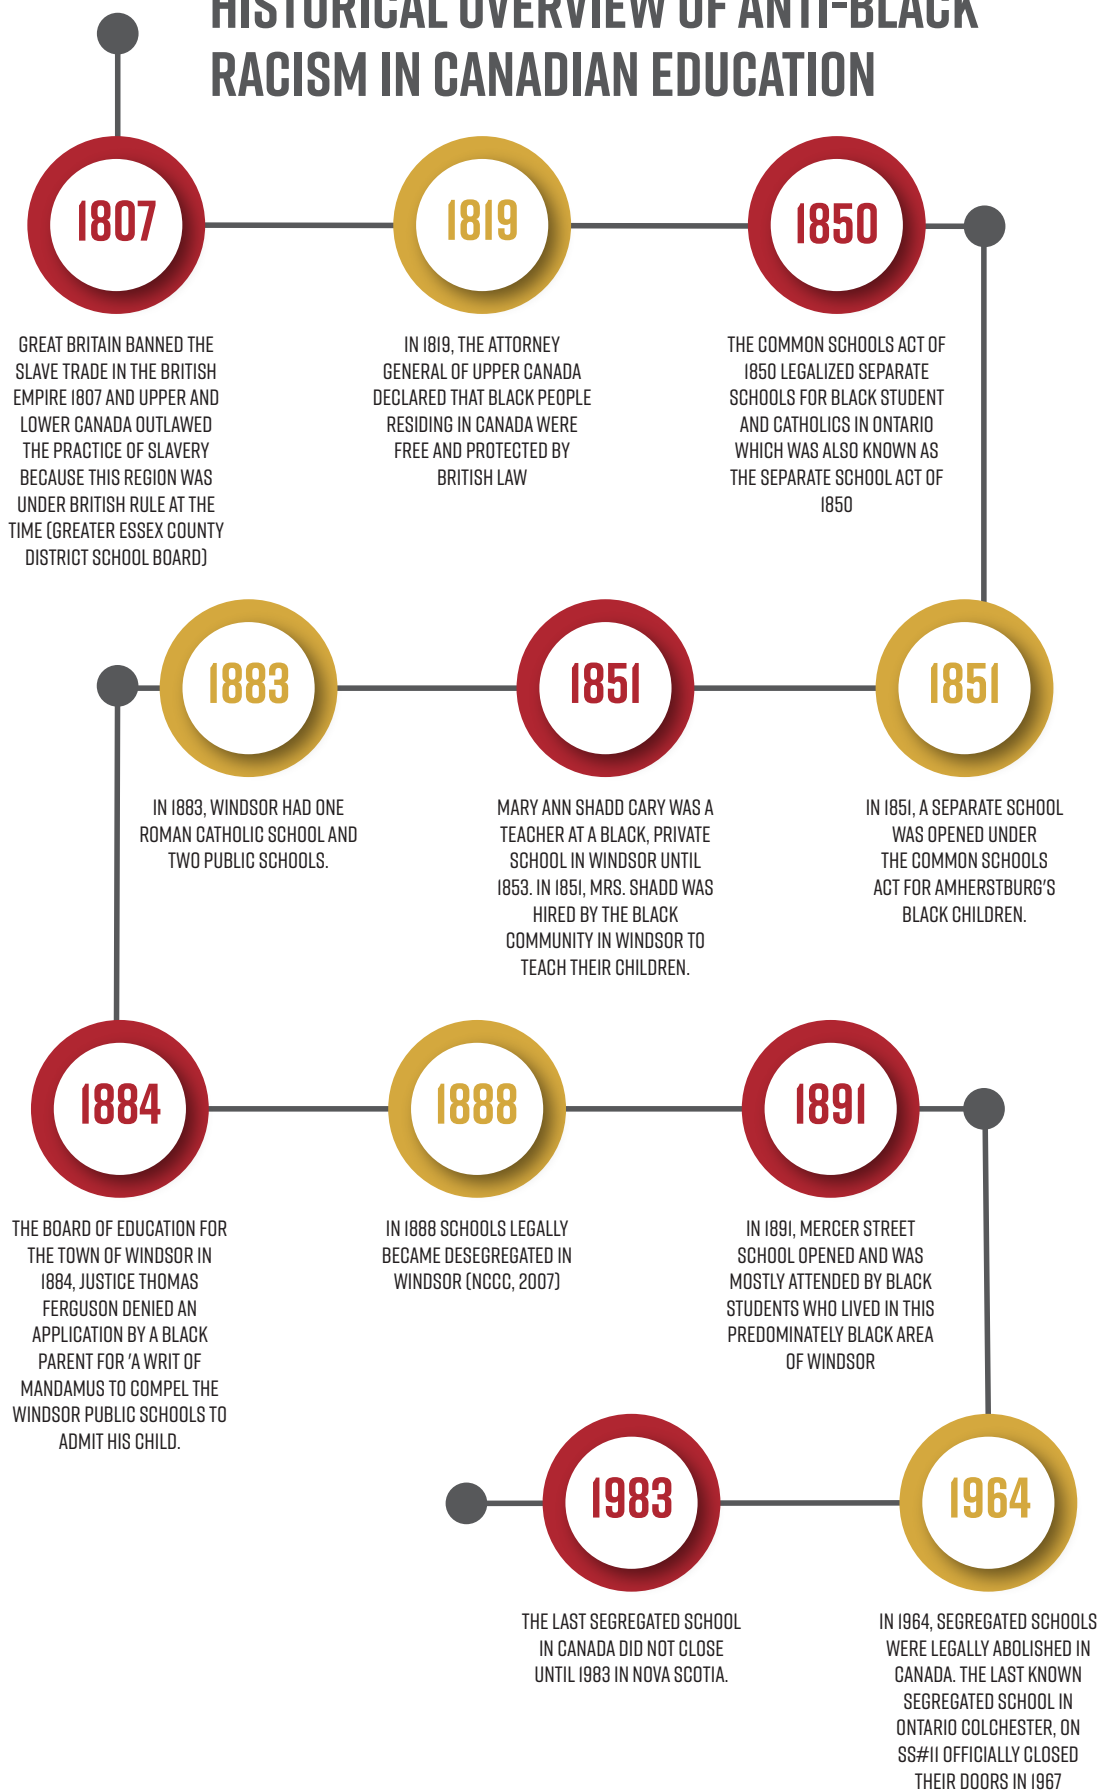 HISTORICAL OVERVIEW OF ANTI-BLACK
RACISM IN CANADIAN EDUCATION
1807
GREAT BRITAIN BANNED THE
SLAVE TRADE IN THE BRITISH
EMPIRE 1807 AND UPPER AND
LOWER CANADA OUTLAWED
THE PRACTICE OF SLAVERY
BECAUSE THIS REGION WAS
UNDER BRITISH RULE AT THE
TIME (GREATER ESSEX COUNTY
DISTRICT SCHOOL BOARD)
1819
IN 1819, THE ATTORNEY
GENERAL OF UPPER CANADA
DECLARED THAT BLACK PEOPLE
RESIDING IN CANADA WERE
FREE AND PROTECTED BY
BRITISH LAW
1850
THE COMMON SCHOOLS ACT OF
1850 LEGALIZED SEPARATE
SCHOOLS FOR BLACK STUDENT
AND CATHOLICS IN ONTARIO
WHICH WAS ALSO KNOWN AS
THE SEPARATE SCHOOL ACT OF
1850
1851
IN 1851, A SEPARATE SCHOOL
WAS OPENED UNDER
THE COMMON SCHOOLS
ACT FOR AMHERSTBURG'S
BLACK CHILDREN.
1851
MARY ANN SHADD CARY WAS A
TEACHER AT A BLACK, PRIVATE
SCHOOL IN WINDSOR UNTIL
1853. IN 1851, MRS. SHADD WAS
HIRED BY THE BLACK
COMMUNITY IN WINDSOR TO
TEACH THEIR CHILDREN.
1883
IN 1883, WINDSOR HAD ONE
ROMAN CATHOLIC SCHOOL AND
TWO PUBLIC SCHOOLS.
1884
THE BOARD OF EDUCATION FOR
THE TOWN OF WINDSOR IN
1884, JUSTICE THOMAS
FERGUSON DENIED AN
APPLICATION BY A BLACK
PARENT FOR 'A WRIT OF
MANDAMUS TO COMPEL THE
WINDSOR PUBLIC SCHOOLS TO
ADMIT HIS CHILD.
1888
IN 1888 SCHOOLS LEGALLY
BECAME DESEGREGATED IN
WINDSOR (NCCC, 2007)
1891
IN 1891, MERCER STREET
SCHOOL OPENED AND WAS
MOSTLY ATTENDED BY BLACK
STUDENTS WHO LIVED IN THIS
PREDOMINATELY BLACK AREA
OF WINDSOR
1964
IN 1964, SEGREGATED SCHOOLS
WERE LEGALLY ABOLISHED IN
CANADA. THE LAST KNOWN
SEGREGATED SCHOOL IN
ONTARIO COLCHESTER, ON
SS#11 OFFICIALLY CLOSED
THEIR DOORS IN 1967
1983
THE LAST SEGREGATED SCHOOL
IN CANADA DID NOT CLOSE
UNTIL 1983 IN NOVA SCOTIA.